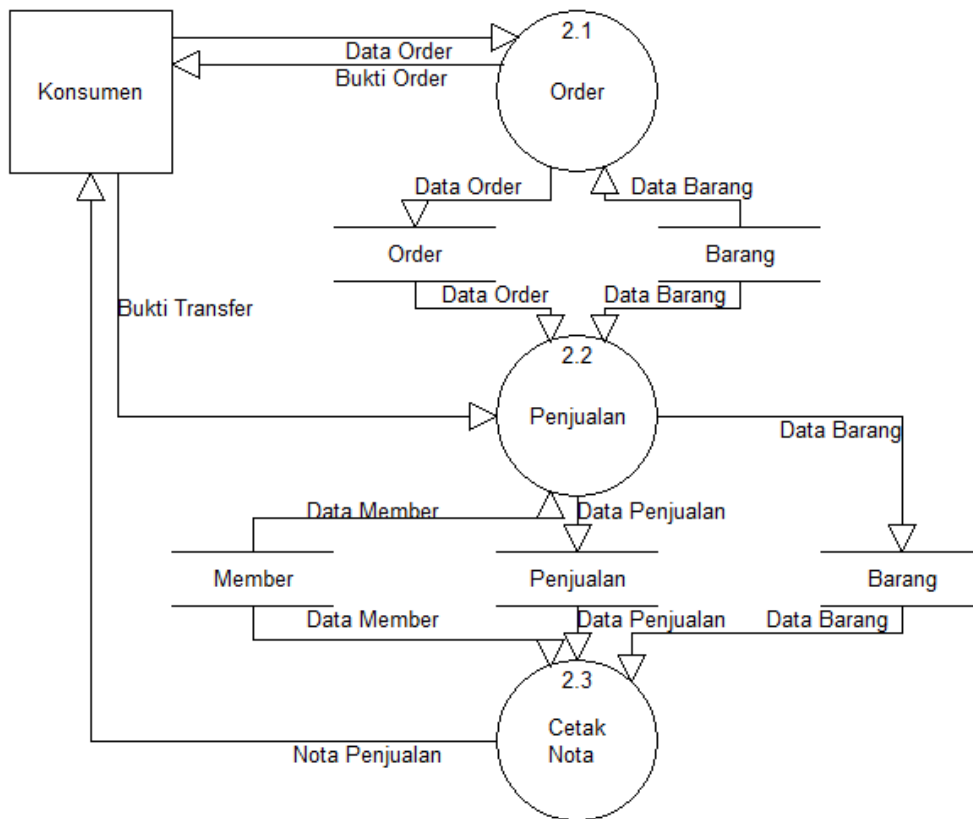 2.1
Data Order
Bukti Order
Konsumen
Order
Data Order
Data Barang
Order
Barang
Data Order
Data Barang
Bukti Transfer
2.2
Penjualan
Data Barang
Data Member
Data Penjualan
Member
Penjualan
Barang
Data Member
Data Penjualan
Data Barang
2.3
Cetak
Nota
Nota Penjualan